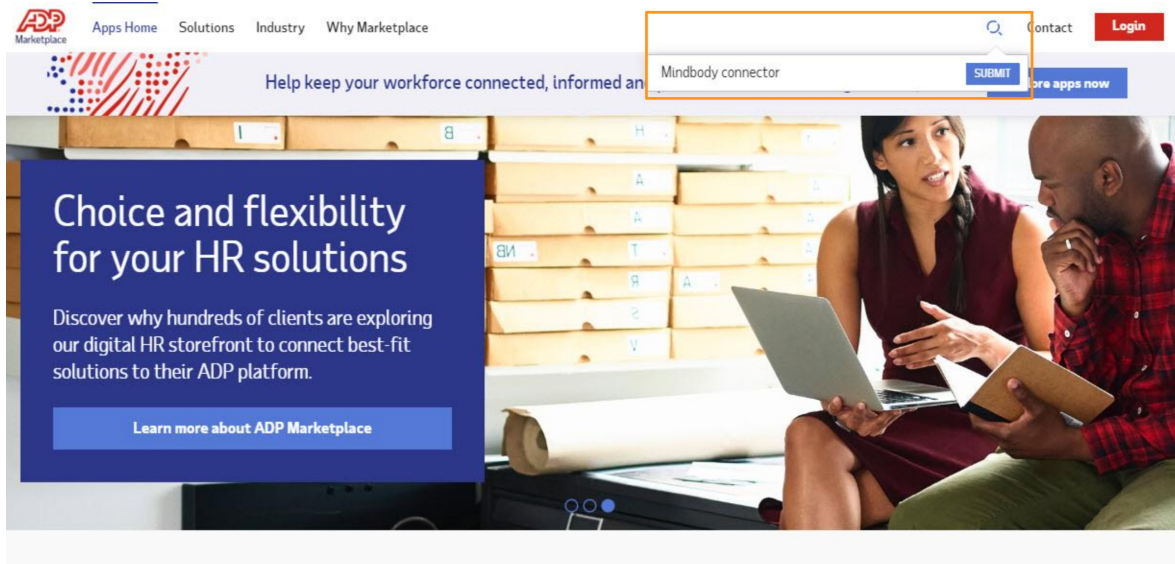 ADP
Marketplace
Apps Home Solutions Industry Why Marketplace
Contact Login
Help keep your workforce connected, informed an
Mindbody connector SUBMIT
ore apps now
I B H
A
A
BN T
R A
S
V
Choice and flexibility
for your HR solutions
Discover why hundreds of clients are exploring
our digital HR storefront to connect best-fit
solutions to their ADP platform.
Learn more about ADP Marketplace